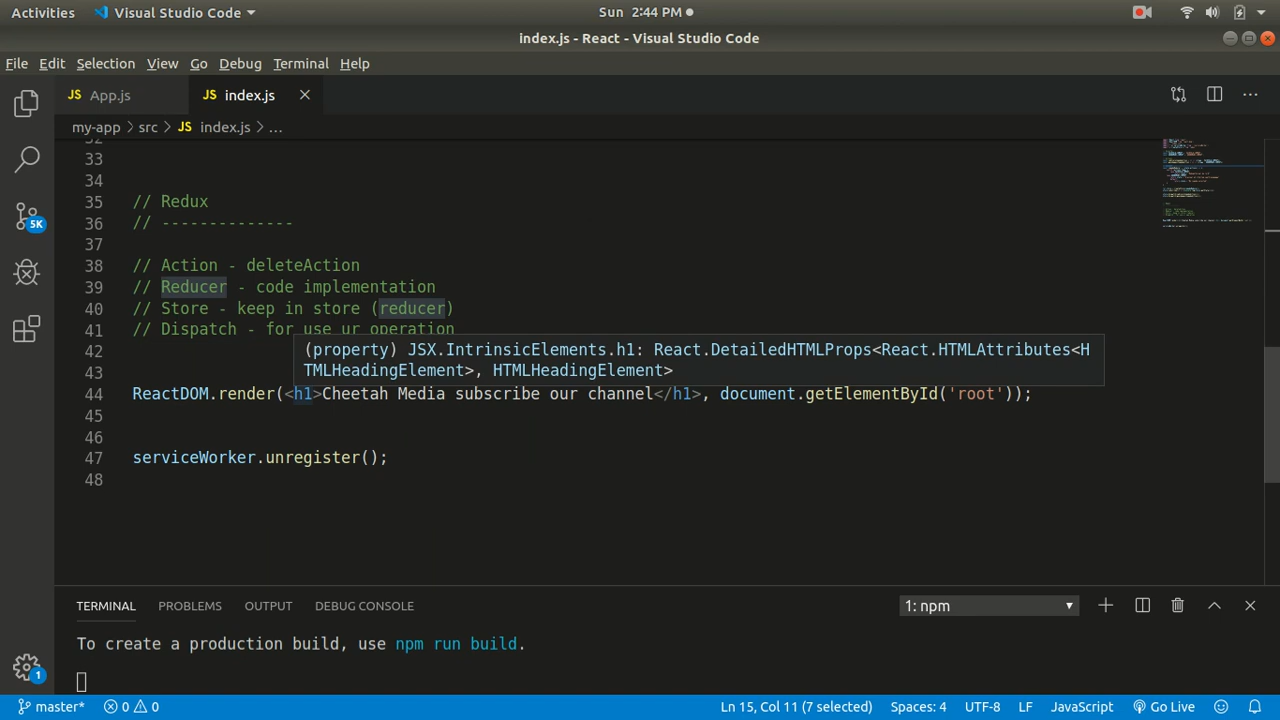 Activities
Visual Studio Code
Sun 2:44 PM
index.js - React - Visual Studio Code
File Edit Selection View Go Debug Terminal Help
JS App.js
JS index.js
my-app > src > JS index.js > ...
32
33
34
35 // Redux
36 // --------------
37
38 // Action - deleteAction
39 // Reducer - code implementation
40 // Store - keep in store (reducer)
41 // Dispatch - for use ur operation
42
(property) JSX.IntrinsicElements.h1: React.DetailedHTMLProps<React.HTMLAttributes<H
TMLHeadingElement>, HTMLHeadingElement>
43
44 ReactDOM.render(<h1>Cheetah Media subscribe our channel</h1>, document.getElementById('root'));
45
46
47 serviceWorker.unregister();
48
5K
TERMINAL PROBLEMS OUTPUT DEBUG CONSOLE 1: npm
To create a production build, use npm run build.
1
master* 0 0 Ln 15, Col 11 (7 selected) Spaces: 4 UTF-8 LF JavaScript Go Live